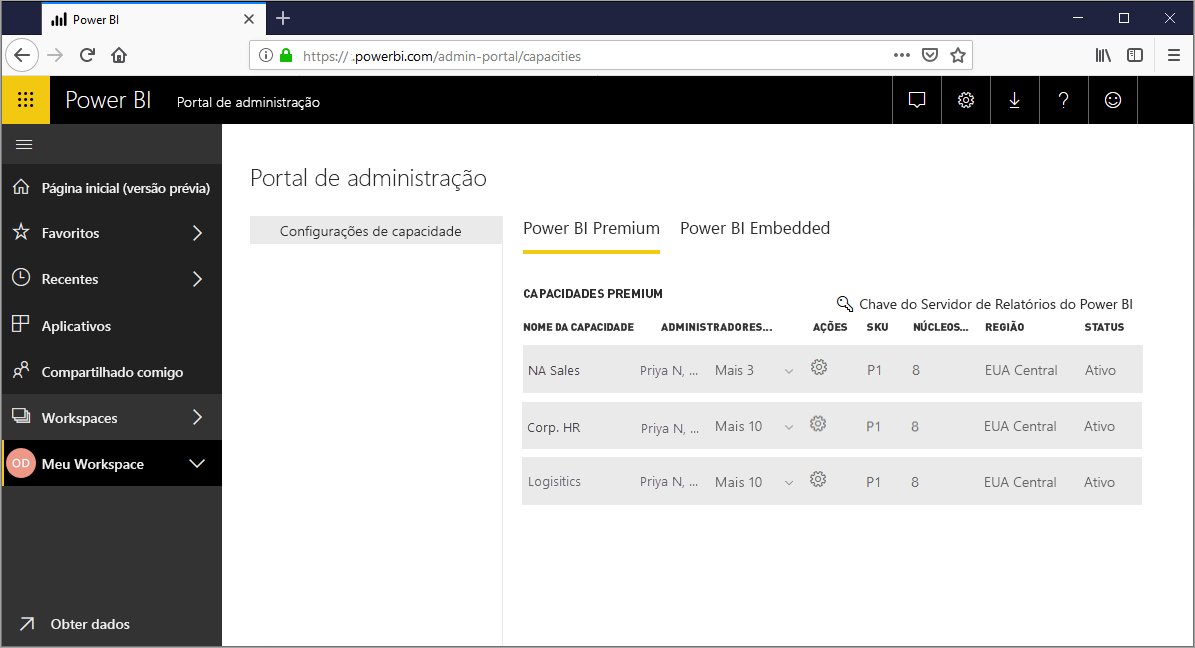 Power BI
https:// .powerbi.com/admin-portal/capacities
Power BI Portal de administração
Página inicial (versão prévia)
Favoritos
Recentes
Aplicativos
Compartilhado comigo
Workspaces
OD Meu Workspace
Obter dados
Portal de administração
Configurações de capacidade
Power BI Premium Power BI Embedded
CAPACIDADES PREMIUM
Chave do Servidor de Relatórios do Power BI
NOME DA CAPACIDADE ADMINISTRADORES... AÇÕES SKU NÚCLEOS... REGIÃO STATUS
NA Sales Priya N, ... Mais 3 P1 8 EUA Central Ativo
Corp. HR Priya N, ... Mais 10 P1 8 EUA Central Ativo
Logisitics Priya N, ... Mais 10 P1 8 EUA Central Ativo